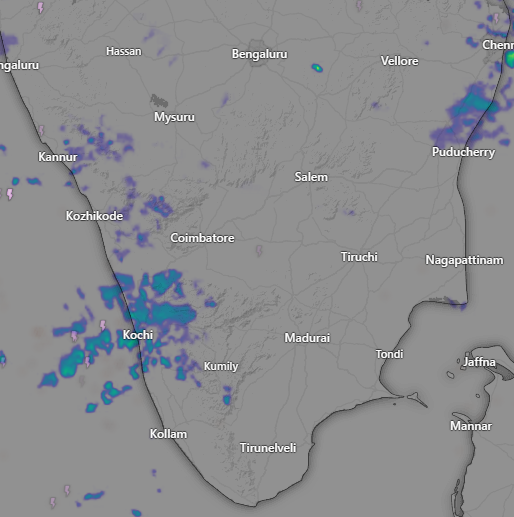 Chenn
Hassan
Bengaluru
Vellore
ngaluru
Mysuru
Puducherry
Kannur
Salem
Kozhikode
Coimbatore
Tiruchi
Nagapattinam
Kochi
Madurai
Tondi
Jaffna
Kumily
Mannar
Kollam
Tirunelveli